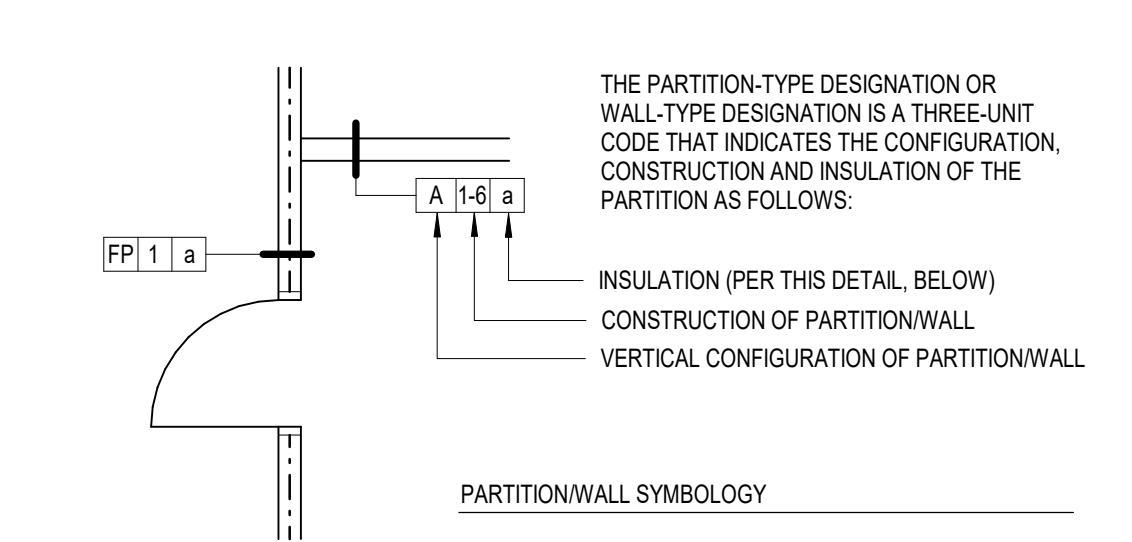 THE PARTITION-TYPE DESIGNATION OR
WALL-TYPE DESIGNATION IS A THREE-UNIT
CODE THAT INDICATES THE CONFIGURATION,
CONSTRUCTION AND INSULATION OF THE
PARTITION AS FOLLOWS:
A 1-6 a
FP 1 a
INSULATION (PER THIS DETAIL, BELOW)
CONSTRUCTION OF PARTITION/WALL
VERTICAL CONFIGURATION OF PARTITION/WALL
PARTITION/WALL SYMBOLOGY